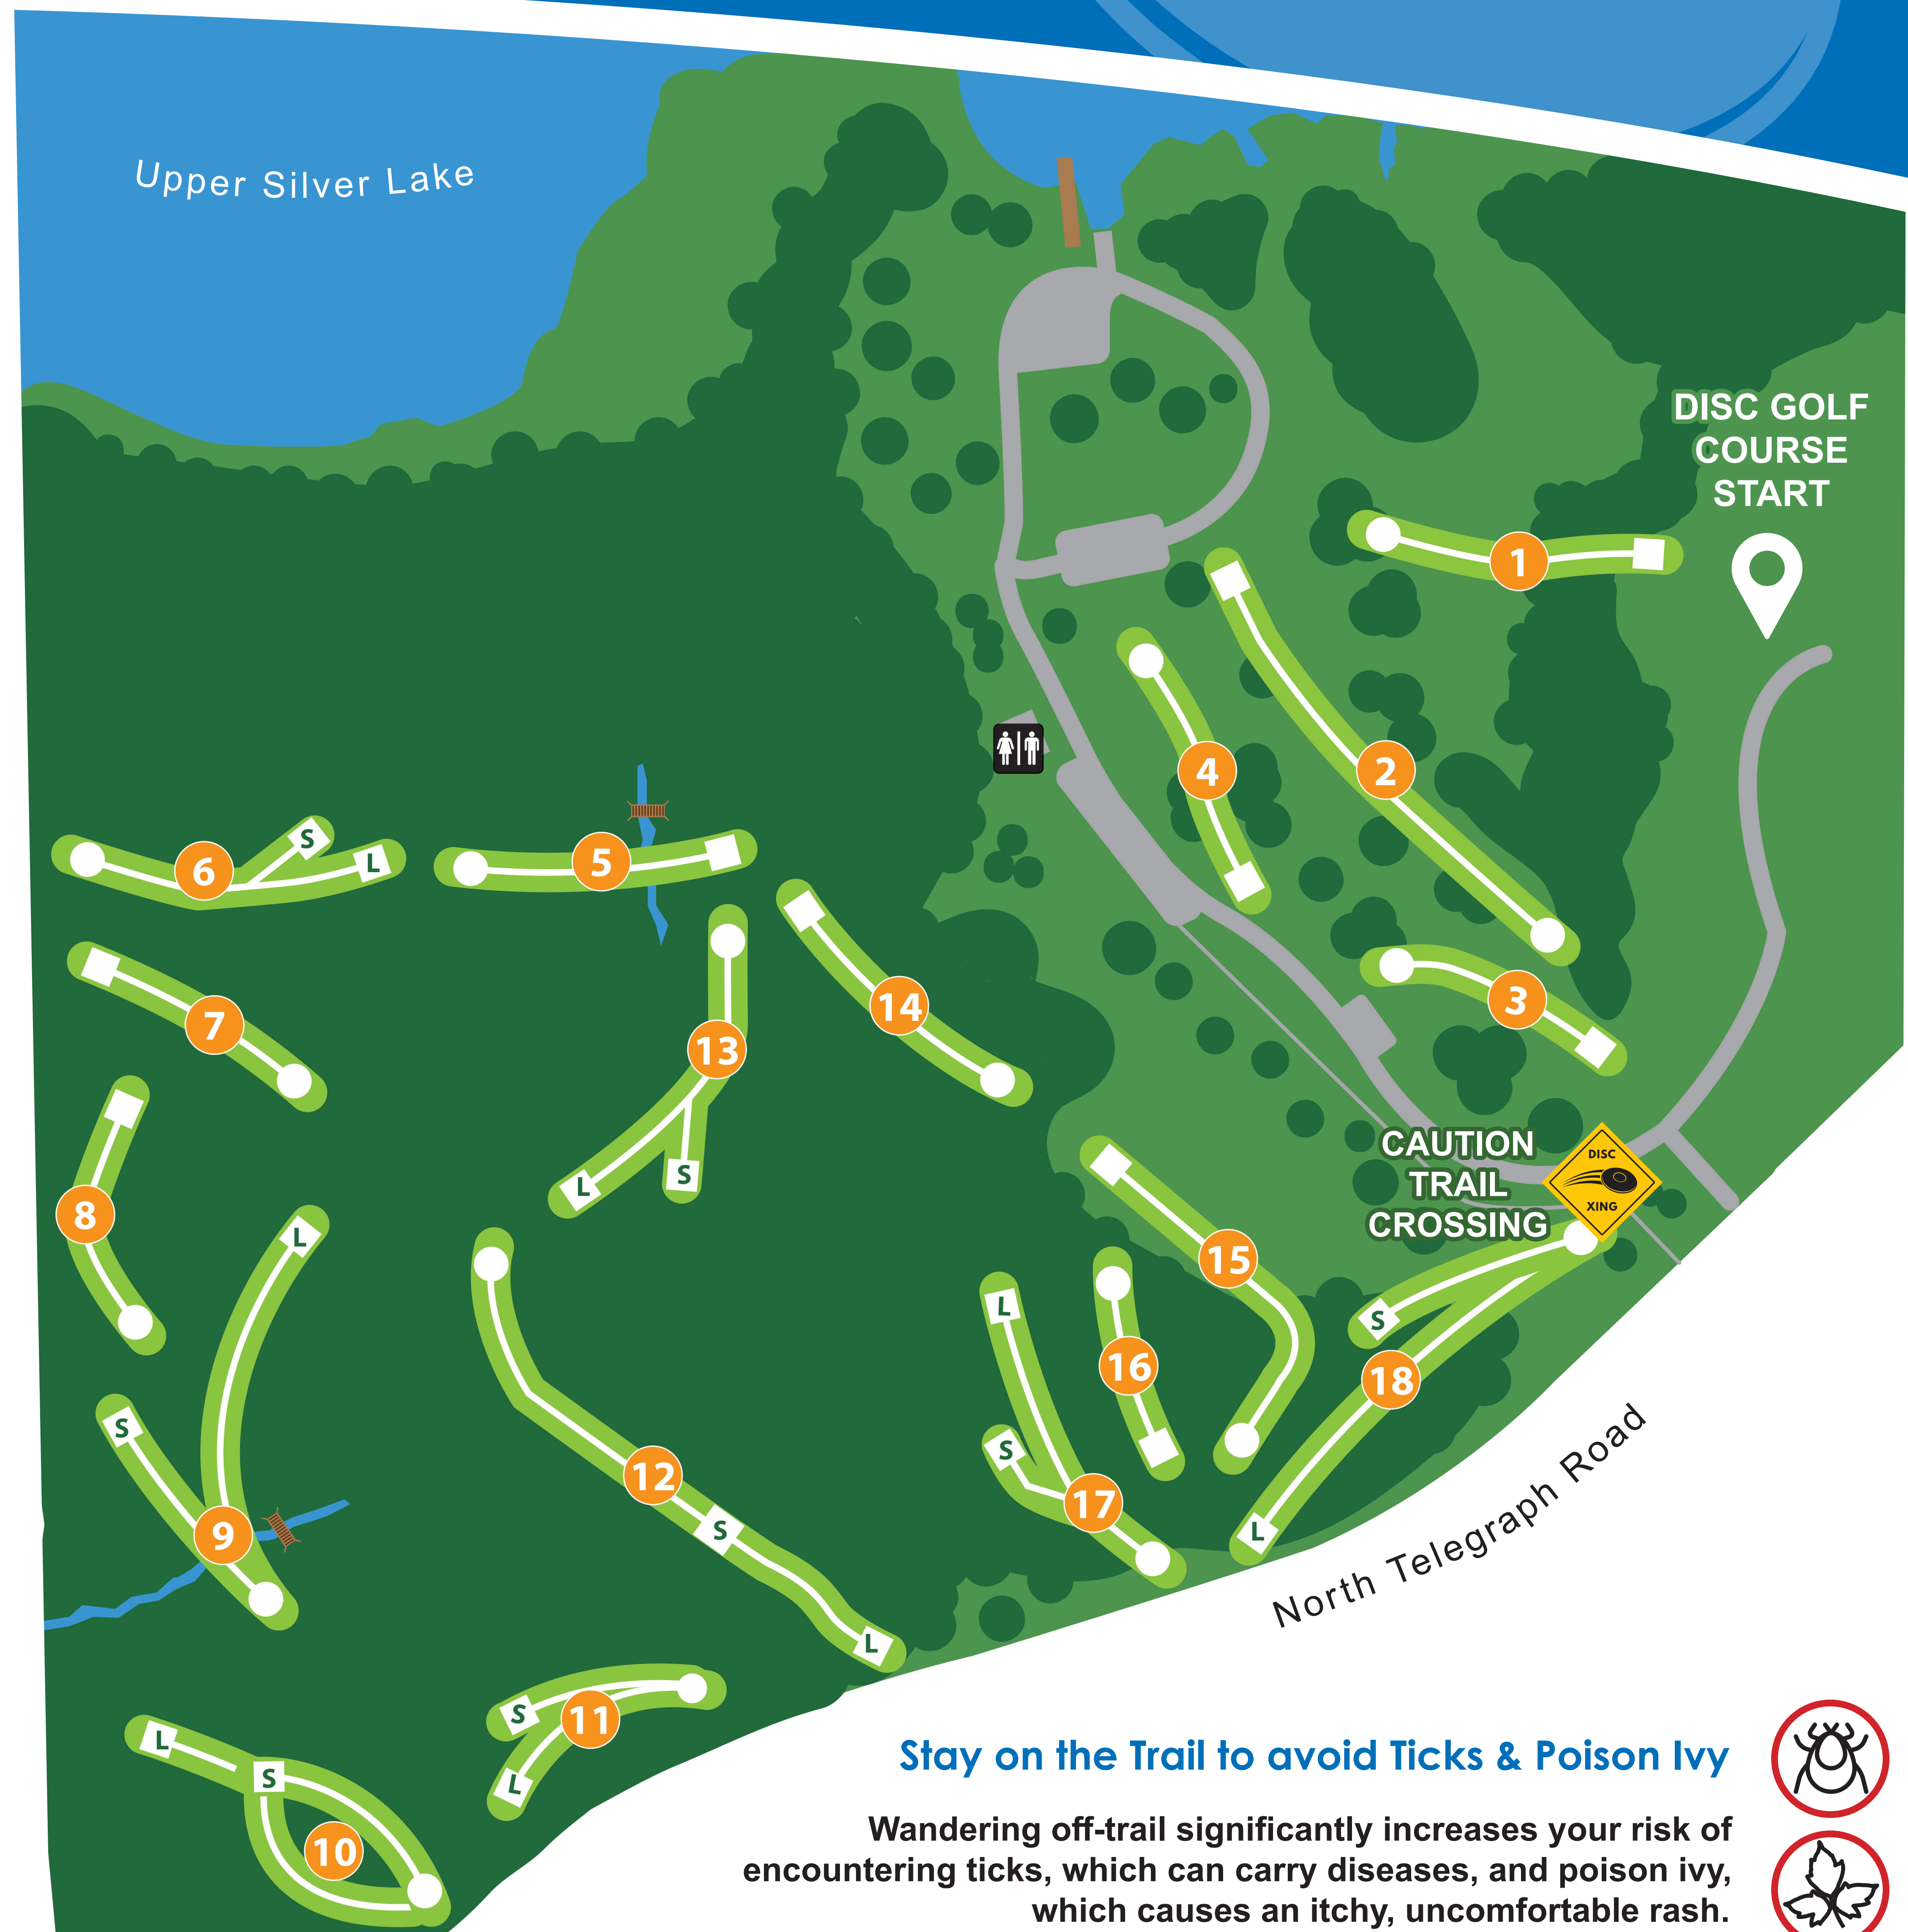 Upper Silver Lake
DISC GOLF
COURSE
START
1
2
4
3
6
S
L
5
7
13
L
S
14
8
CAUTION
TRAIL
CROSSING
DISC
XING
L
S
9
12
S
L
15
16
L
S
17
S
18
L
North Telegraph Road
S
11
L
L
S
10
Stay on the Trail to avoid Ticks & Poison Ivy
Wandering off-trail significantly increases your risk of
encountering ticks, which can carry diseases, and poison ivy,
which causes an itchy, uncomfortable rash.